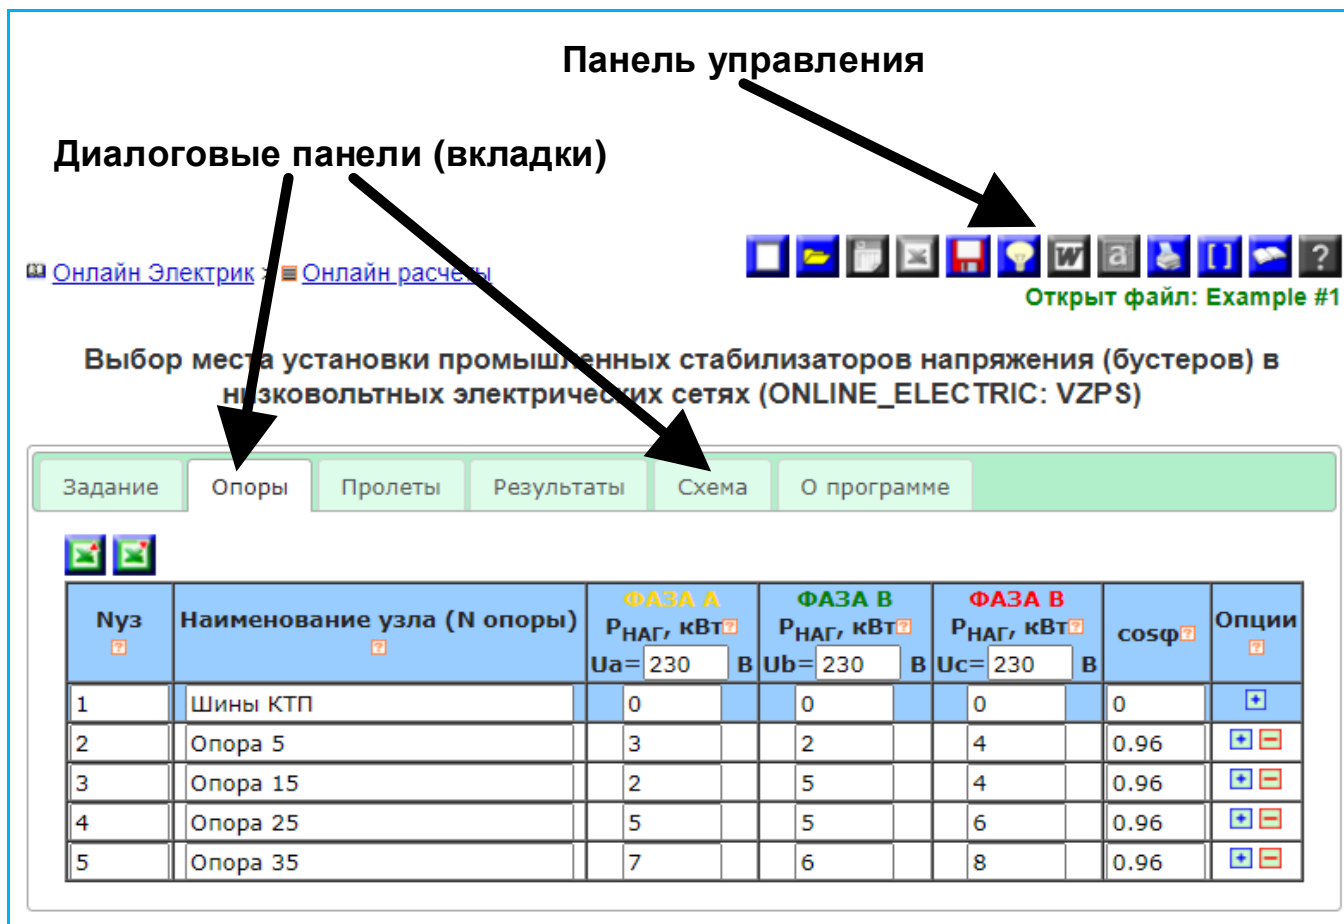 Панель управления
Диалоговые панели (вкладки)
Онлайн Электрик > Онлайн расчеты
Открыт файл: Example #1
Выбор места установки промышленных стабилизаторов напряжения (бустеров) в
низковольтных электрических сетях (ONLINE_ELECTRIC: VZPS)
Задание Опоры Пролеты Результаты Схема О программе
Nуз ? Наименование узла (N опоры) ? ФАЗА А PНАГ, кВт? Ua= 230 В ФАЗА В PНАГ, кВт? Ub= 230 В ФАЗА В PНАГ, кВт? Uc= 230 В cosφ? Опции ?
1 Шины КТП 0 0 0 0
2 Опора 5 3 2 4 0.96
3 Опора 15 2 5 4 0.96
4 Опора 25 5 5 6 0.96
5 Опора 35 7 6 8 0.96